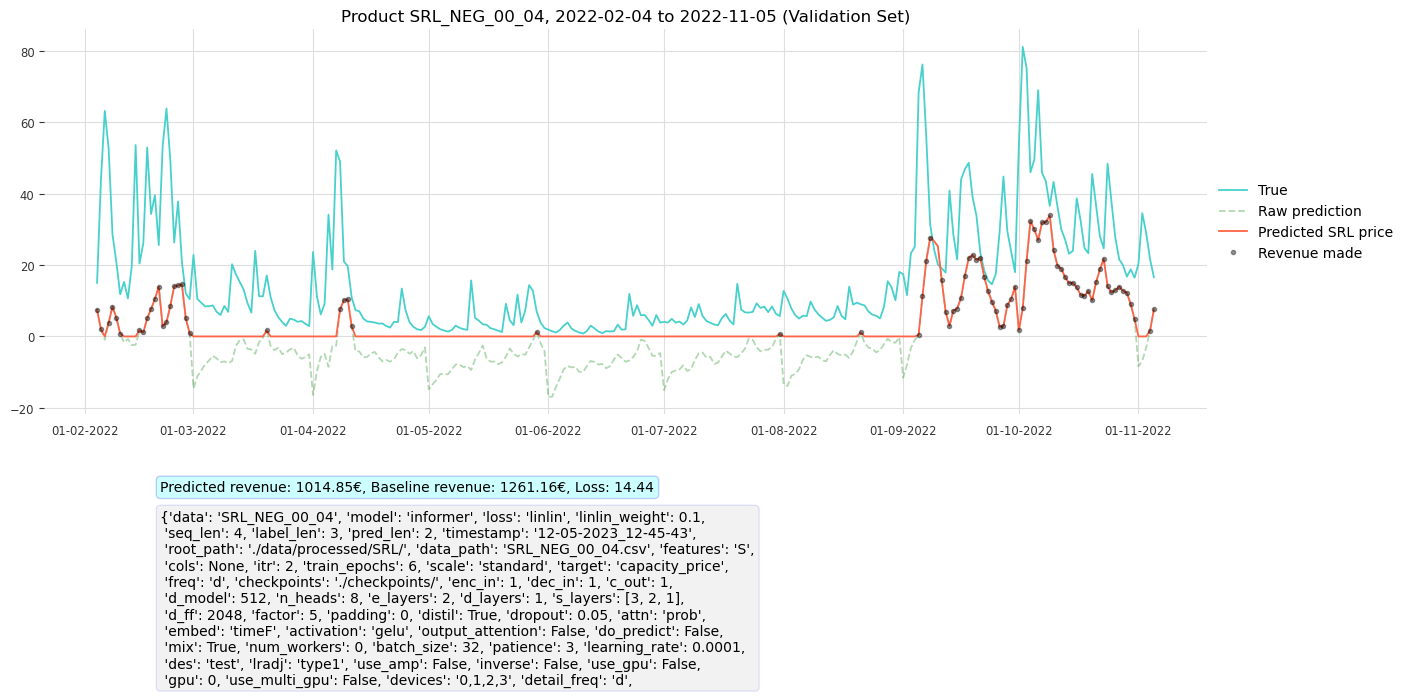 Product SRL_NEG_00_04, 2022-02-04 to 2022-11-05 (Validation Set)
80
60
40
20
0
−20
01-02-2022 01-03-2022 01-04-2022 01-05-2022 01-06-2022 01-07-2022 01-08-2022 01-09-2022 01-10-2022 01-11-2022
True
Raw prediction
Predicted SRL price
Revenue made
Predicted revenue: 1014.85€, Baseline revenue: 1261.16€, Loss: 14.44
{'data': 'SRL_NEG_00_04', 'model': 'informer', 'loss': 'linlin', 'linlin_weight': 0.1,
'seq_len': 4, 'label_len': 3, 'pred_len': 2, 'timestamp': '12-05-2023_12-45-43',
'root_path': './data/processed/SRL/', 'data_path': 'SRL_NEG_00_04.csv', 'features': 'S',
'cols': None, 'itr': 2, 'train_epochs': 6, 'scale': 'standard', 'target': 'capacity_price',
'freq': 'd', 'checkpoints': './checkpoints/', 'enc_in': 1, 'dec_in': 1, 'c_out': 1,
'd_model': 512, 'n_heads': 8, 'e_layers': 2, 'd_layers': 1, 's_layers': [3, 2, 1],
'd_ff': 2048, 'factor': 5, 'padding': 0, 'distil': True, 'dropout': 0.05, 'attn': 'prob',
'embed': 'timeF', 'activation': 'gelu', 'output_attention': False, 'do_predict': False,
'mix': True, 'num_workers': 0, 'batch_size': 32, 'patience': 3, 'learning_rate': 0.0001,
'des': 'test', 'lradj': 'type1', 'use_amp': False, 'inverse': False, 'use_gpu': False,
'gpu': 0, 'use_multi_gpu': False, 'devices': '0,1,2,3', 'detail_freq': 'd',